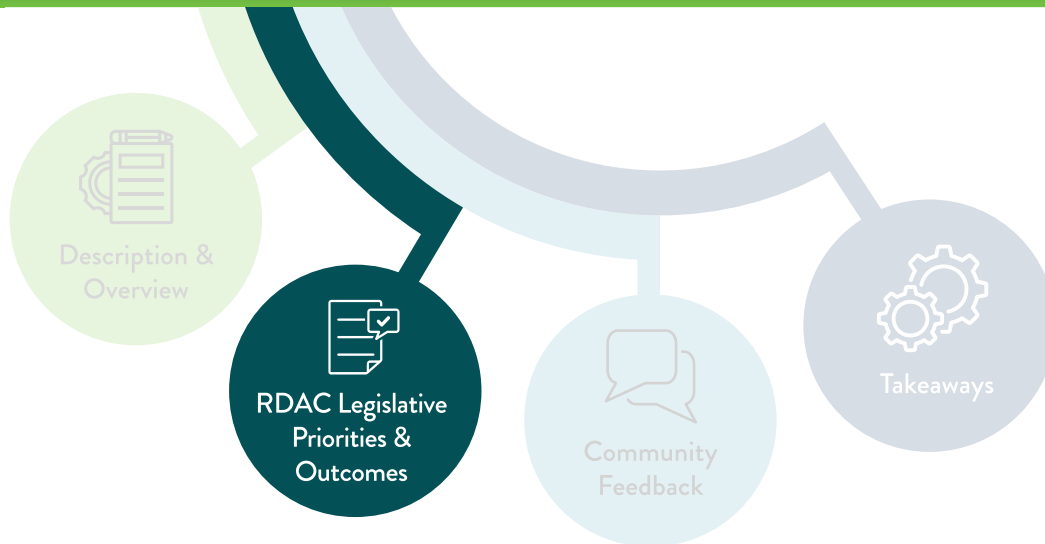 Description &
Overview
RDAC Legislative
Priorities &
Outcomes
Community
Feedback
Takeaways